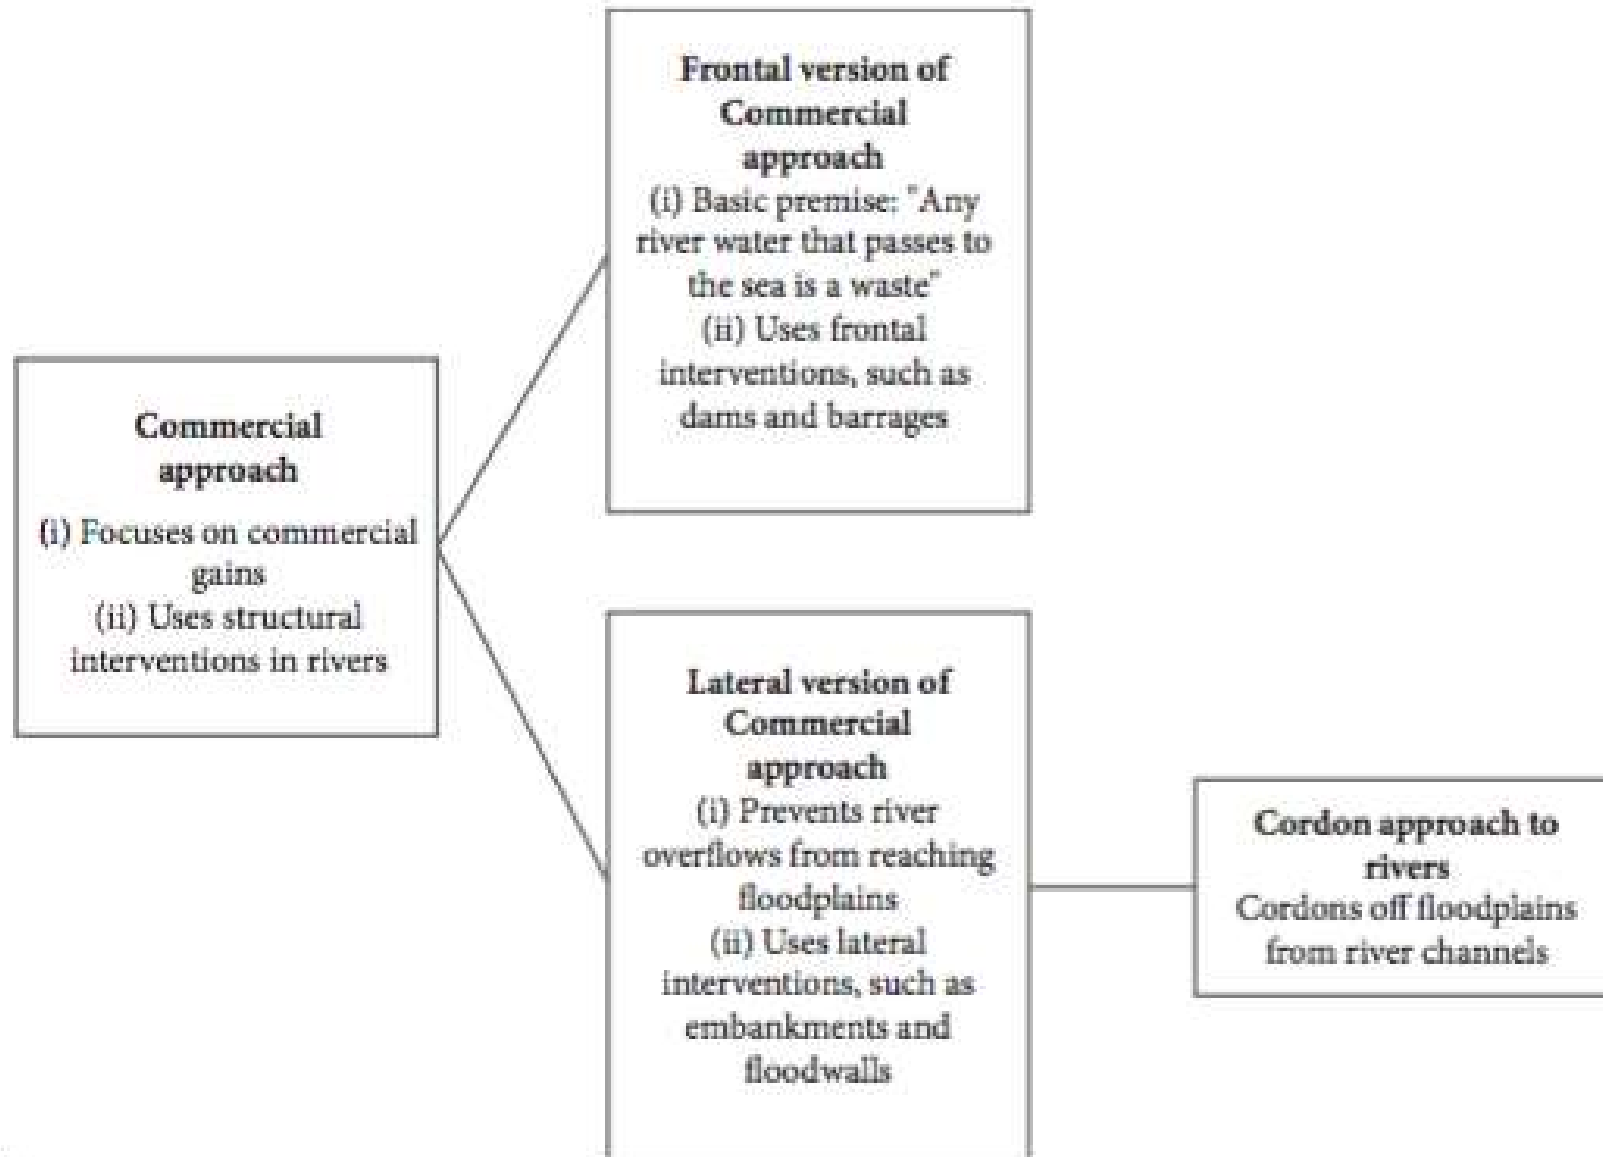 Frontal version of
Commercial
approach
(i) Basic premise: "Any
river water that passes to
the sea is a waste"
(ii) Uses frontal
interventions, such as
dams and barrages
Commercial
approach
(i) Focuses on commercial
gains
(ii) Uses structural
interventions in rivers
Lateral version of
Commercial
approach
(i) Prevents river
overflows from reaching
floodplains
(ii) Uses lateral
interventions, such as
embankments and
floodwalls
Cordon approach to
rivers
Cordons off floodplains
from river channels